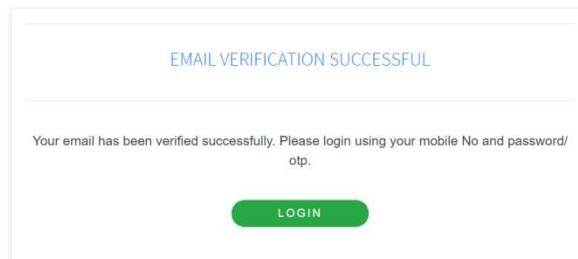 EMAIL VERIFICATION SUCCESSFUL
Your email has been verified successfully. Please login using your mobile No and password/
otp.
LOGIN